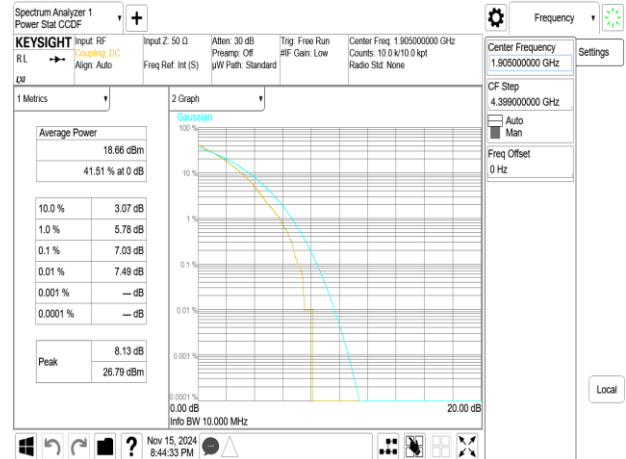 Spectrum Analyzer 1
Power Stat CCDF
Frequency
KEYSIGHT
RL
Input: RF
Coupling: DC
Align: Auto
Input Z: 50 Ω
Freq Ref: Int (S)
Atten: 30 dB
Preamp: Off
µW Path: Standard
Trig: Free Run
#IF Gain: Low
Center Freq: 1.905000000 GHz
Counts: 10.0 k/10.0 kpt
Radio Std: None
Center Frequency
1.905000000 GHz
Settings
CF Step
4.399000000 GHz
Auto
Man
Freq Offset
0 Hz
1 Metrics
Average Power
18.66 dBm
41.51 % at 0 dB
10.0 % 3.07 dB
1.0 % 5.78 dB
0.1 % 7.03 dB
0.01 % 7.49 dB
0.001 % --- dB
0.0001 % --- dB
Peak
8.13 dB
26.79 dBm
2 Graph
Gaussian
100 %
10 %
1 %
0.1 %
0.01 %
0.001 %
0.0001 %
0.00 dB
20.00 dB
Info BW 10.000 MHz
Local
?
Nov 15, 2024
8:44:33 PM